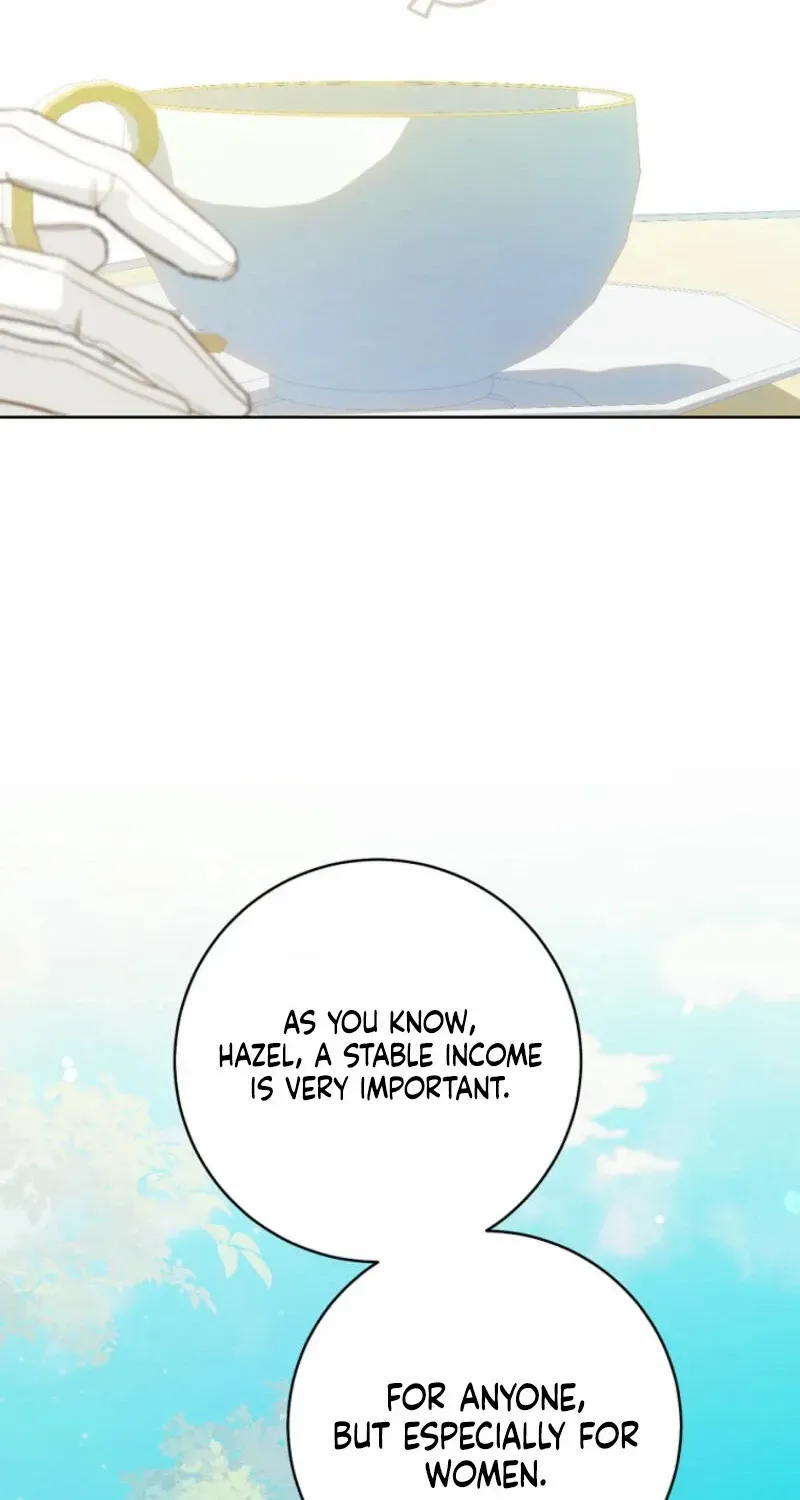 AS YOU KNOW,
HAZEL, A STABLE INCOME
IS VERY IMPORTANT.
FOR ANYONE,
BUT ESPECIALLY FOR
WOMEN.